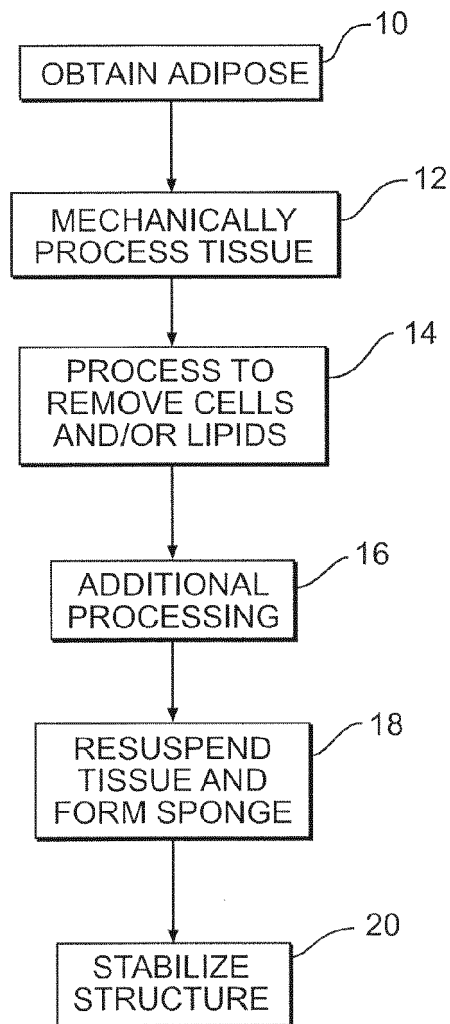 10
OBTAIN ADIPOSE
12
MECHANICALLY
PROCESS TISSUE
14
PROCESS TO
REMOVE CELLS
AND/OR LIPIDS
16
ADDITIONAL
PROCESSING
18
RESUSPEND
TISSUE AND
FORM SPONGE
20
STABILIZE
STRUCTURE